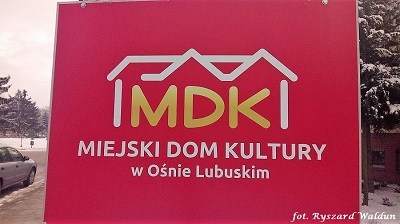 MDK
MIEJSKI DOM KULTURY
w Ośnie Lubuskim
fot. Ryszard Waldun